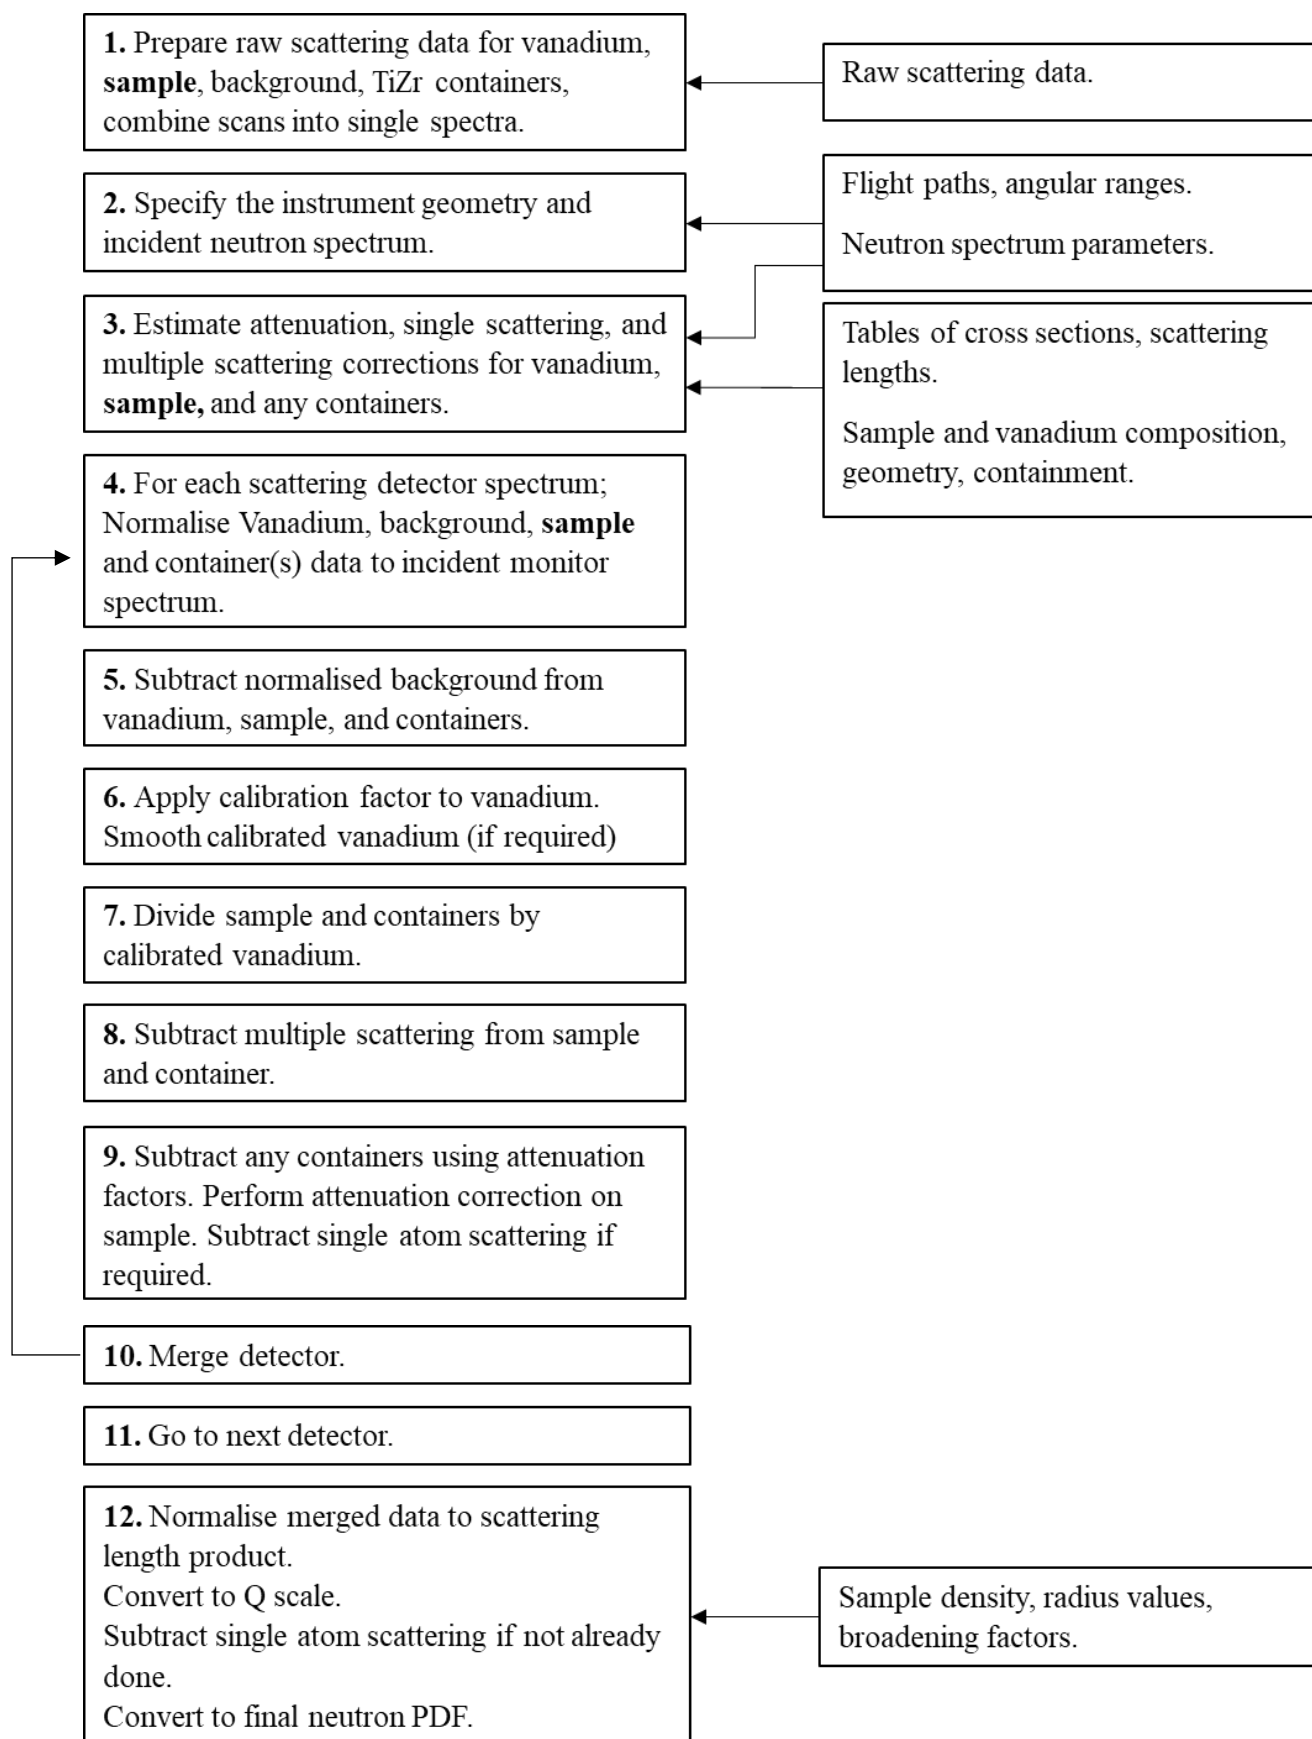 1. Prepare raw scattering data for vanadium,
sample, background, TiZr containers,
combine scans into single spectra.
Raw scattering data.
2. Specify the instrument geometry and
incident neutron spectrum.
Flight paths, angular ranges.
Neutron spectrum parameters.
3. Estimate attenuation, single scattering, and
multiple scattering corrections for vanadium,
sample, and any containers.
Tables of cross sections, scattering
lengths.
Sample and vanadium composition,
geometry, containment.
4. For each scattering detector spectrum;
Normalise Vanadium, background, sample
and container(s) data to incident monitor
spectrum.
5. Subtract normalised background from
vanadium, sample, and containers.
6. Apply calibration factor to vanadium.
Smooth calibrated vanadium (if required)
7. Divide sample and containers by
calibrated vanadium.
8. Subtract multiple scattering from sample
and container.
9. Subtract any containers using attenuation
factors. Perform attenuation correction on
sample. Subtract single atom scattering if
required.
10. Merge detector.
11. Go to next detector.
12. Normalise merged data to scattering
length product.
Convert to Q scale.
Subtract single atom scattering if not already
done.
Convert to final neutron PDF.
Sample density, radius values,
broadening factors.